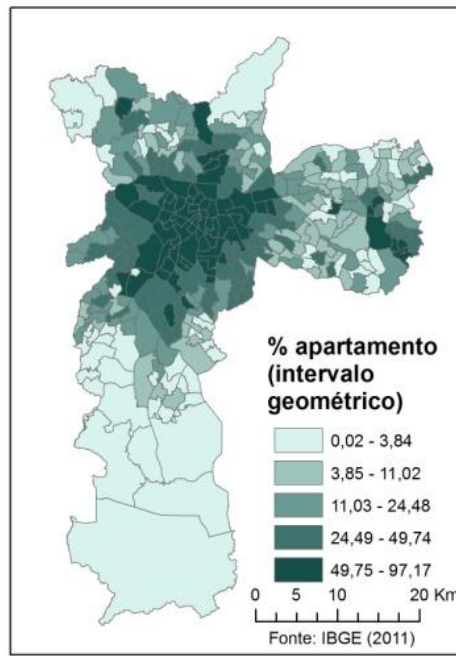 % apartamento
(intervalo
geométrico)
0,02 - 3,84
3,85 - 11,02
11,03 - 24,48
24,49 - 49,74
49,75 - 97,17
0 5 10 20 Km
Fonte: IBGE (2011)